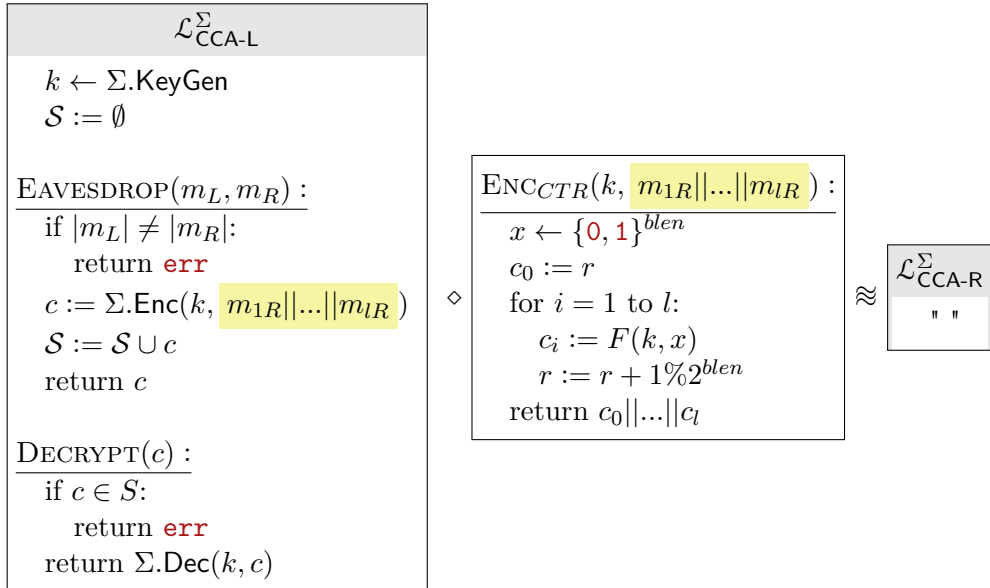 𝓛^Σ_CCA-L
k ← Σ.KeyGen
𝒮 := ∅
EAVESDROP(m_L, m_R) :
if |m_L| ≠ |m_R|:
return err
c := Σ.Enc(k, m_1R||...||m_lR )
𝒮 := 𝒮 ∪ c
return c
DECRYPT(c) :
if c ∈ S:
return err
return Σ.Dec(k, c)
⋄
ENC_CTR(k, m_1R||...||m_lR ) :
x ← {0, 1}^blen
c_0 := r
for i = 1 to l:
c_i := F(k, x)
r := r + 1%2^blen
return c_0||...||c_l
≋
𝓛^Σ_CCA-R
" "